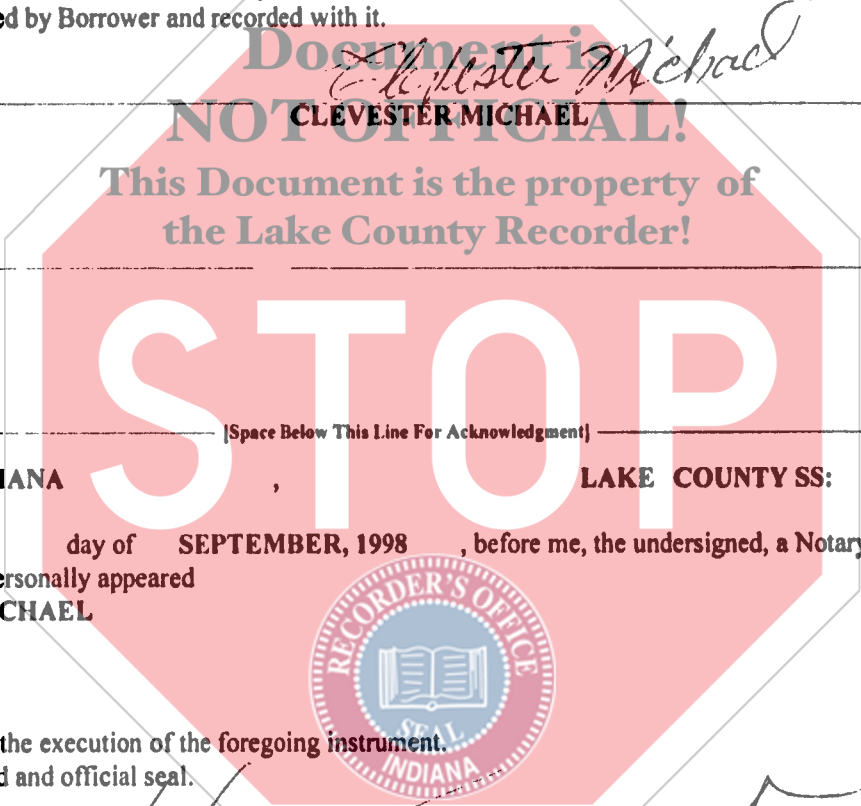 ed by Borrower and recorded with it.
Document is
Clevester Michael
NOT OFFICIAL!
CLEVESTER MICHAEL
This Document is the property of
the Lake County Recorder!
STOP
[Space Below This Line For Acknowledgment]
IANA , LAKE COUNTY SS:
day of SEPTEMBER, 1998 , before me, the undersigned, a Notary
ersonally appeared
CHAEL
RECORDER'S OFFICE
SEAL
INDIANA
the execution of the foregoing instrument.
d and official seal.